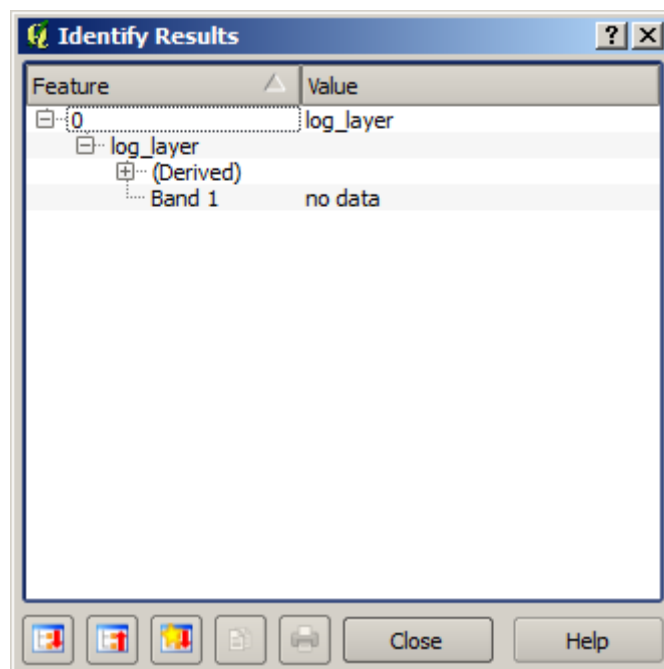 Identify Results
Feature Value
0 log_layer
log_layer
(Derived)
Band 1 no data
Close Help